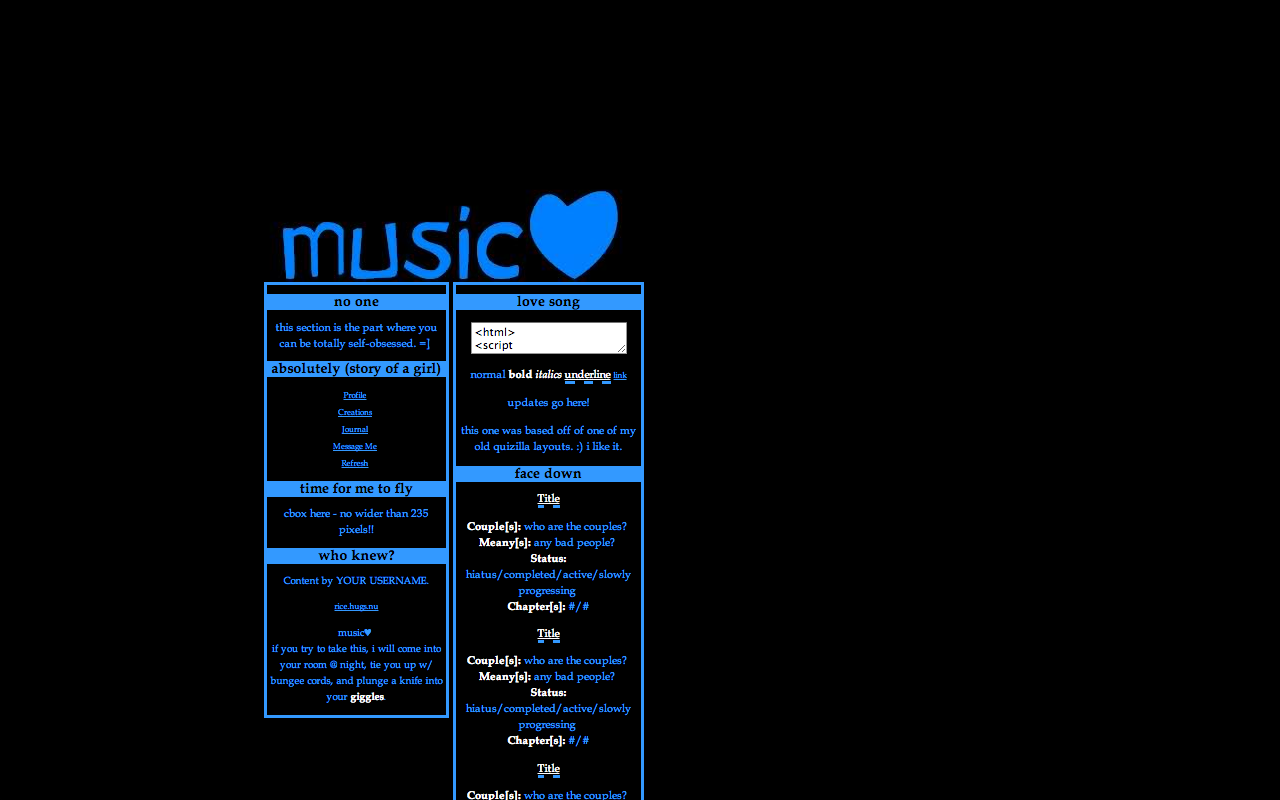 music♥
no one
this section is the part where you
can be totally self-obsessed. =]
absolutely (story of a girl)
Profile
Creations
Journal
Message Me
Refresh
time for me to fly
cbox here - no wider than 235
pixels!!
who knew?
Content by YOUR USERNAME.
rice.hugs.nu
music♥
if you try to take this, i will come into
your room @ night, tie you up w/
bungee cords, and plunge a knife into
your giggles.
love song
<html>
<script
normal bold italics underline link
updates go here!
this one was based off of one of my
old quizilla layouts. :) i like it.
face down
Title
Couple[s]: who are the couples?
Meany[s]: any bad people?
Status:
hiatus/completed/active/slowly
progressing
Chapter[s]: #/#
Title
Couple[s]: who are the couples?
Meany[s]: any bad people?
Status:
hiatus/completed/active/slowly
progressing
Chapter[s]: #/#
Title
Couple[s]: who are the couples?